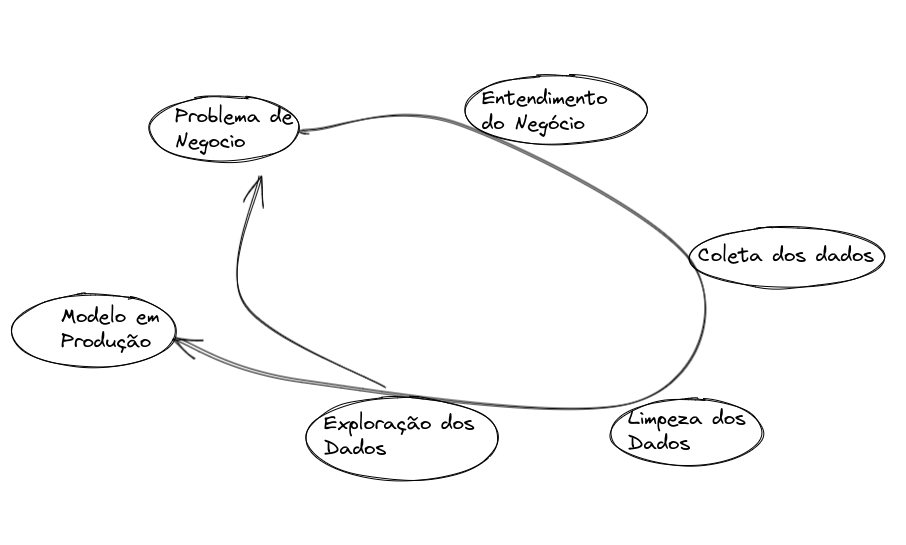 Problema de
Negocio
Entendimento
do Negócio
Coleta dos dados
Limpeza dos
Dados
Exploração dos
Dados
Modelo em
Produção